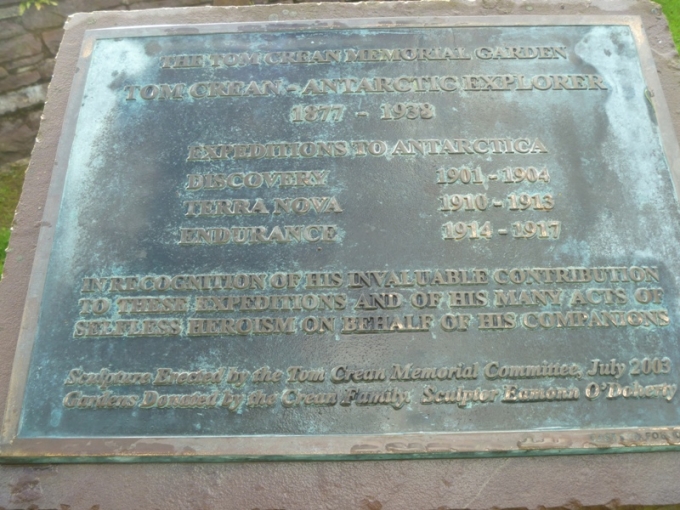 THE TOM CREAN MEMORIAL GARDEN
TOM CREAN - ANTARCTIC EXPLORER
1877 - 1938
EXPEDITIONS TO ANTARCTICA
DISCOVERY 1901 - 1904
TERRA NOVA 1910 - 1913
ENDURANCE 1914 - 1917
IN RECOGNITION OF HIS INVALUABLE CONTRIBUTION
TO THESE EXPEDITIONS AND OF HIS MANY ACTS OF
SELFLESS HEROISM ON BEHALF OF HIS COMPANIONS
Sculpture Erected by the Tom Crean Memorial Committee, July 2003
Gardens Donated by the Crean Family. Sculptor Eamonn O'Doherty